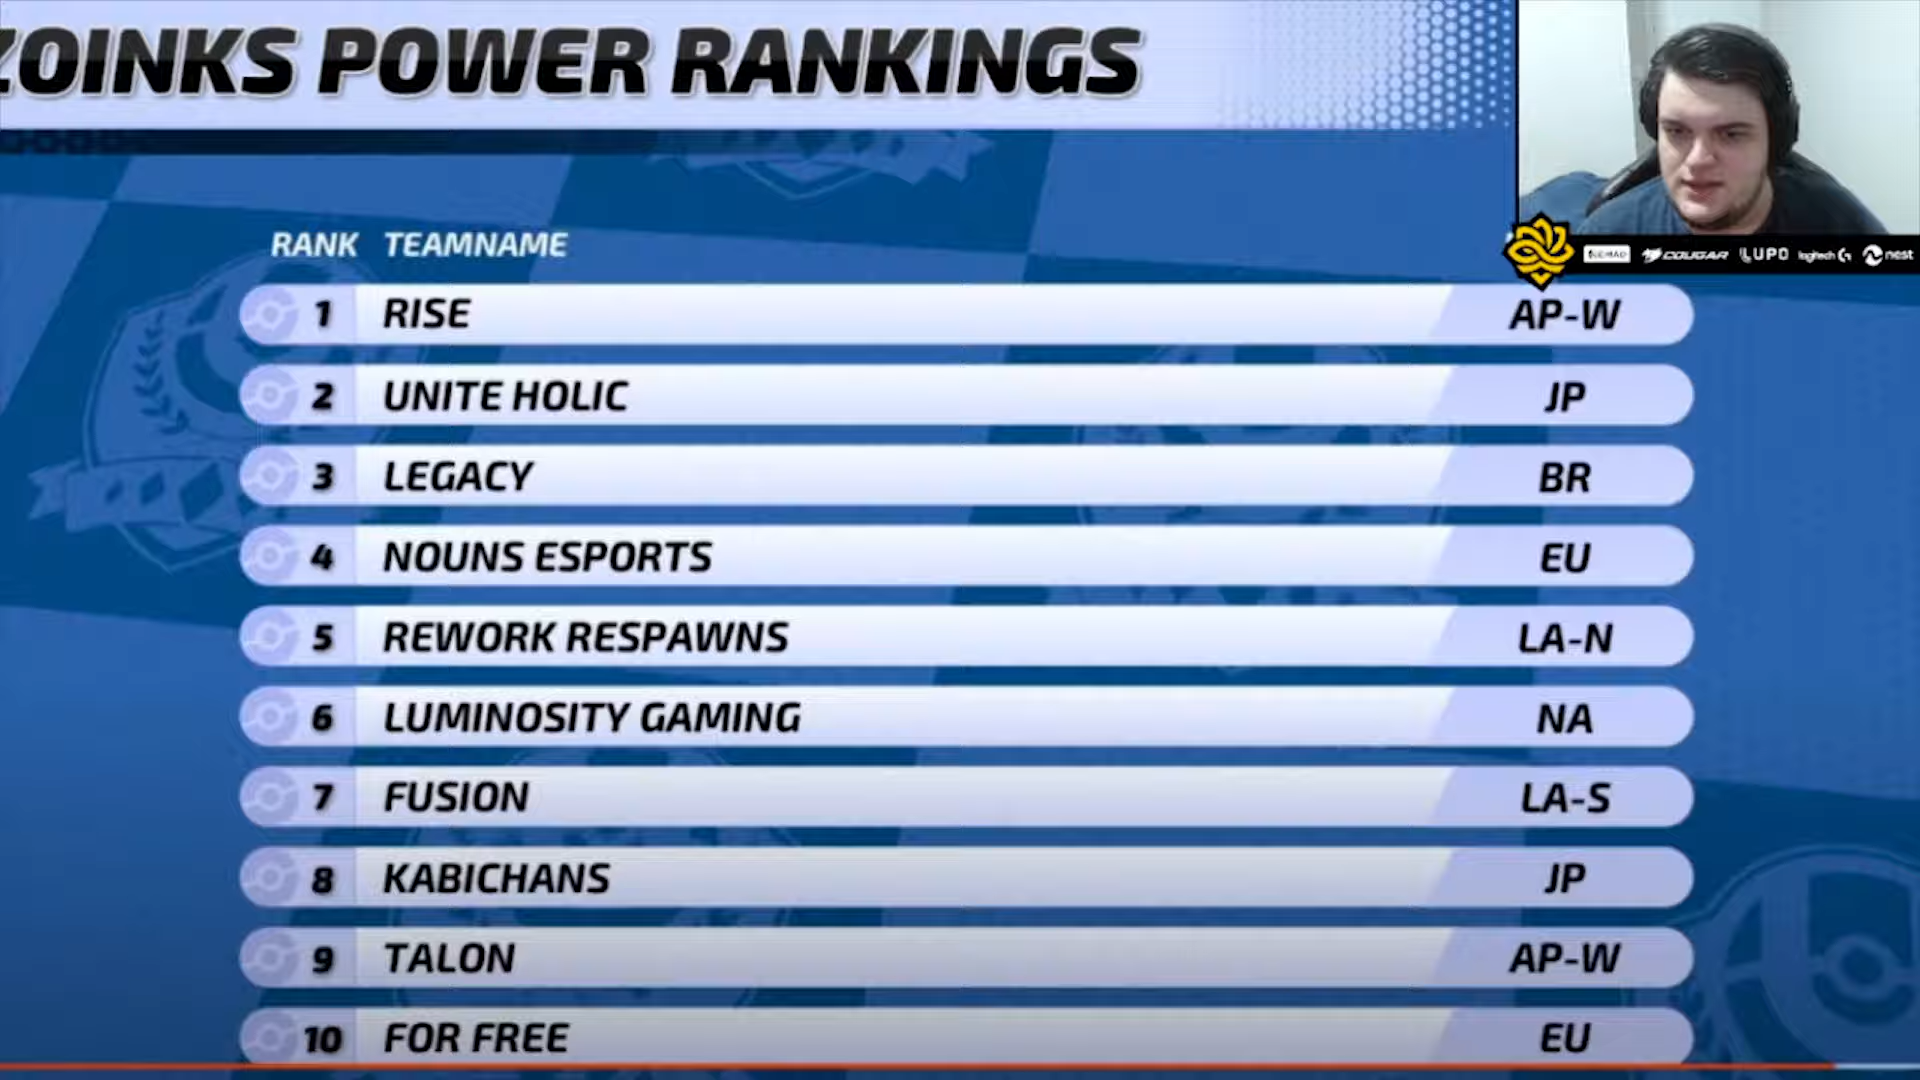 ZOINKS POWER RANKINGS
RANK TEAMNAME
1 RISE AP-W
2 UNITE HOLIC JP
3 LEGACY BR
4 NOUNS ESPORTS EU
5 REWORK RESPAWNS LA-N
6 LUMINOSITY GAMING NA
7 FUSION LA-S
8 KABICHANS JP
9 TALON AP-W
10 FOR FREE EU
COUGAR LUPO logitech G nest